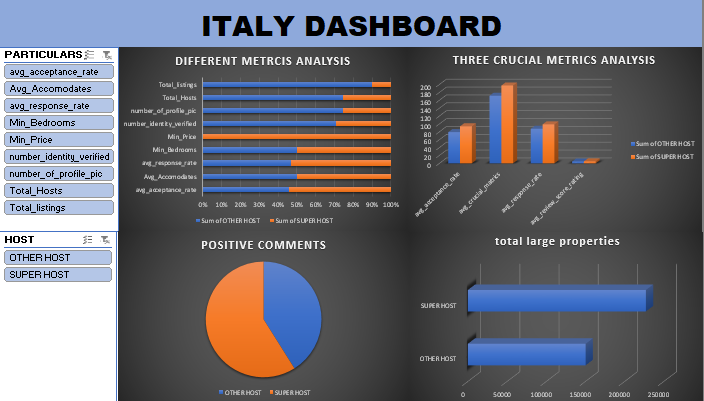 ITALY DASHBOARD
PARTICULARS
avg_acceptance_rate
Avg_Accomodates
avg_response_rate
Min_Bedrooms
Min_Price
number_identity_verified
number_of_profile_pic
Total_Hosts
Total_listings
HOST
OTHER HOST
SUPER HOST
DIFFERENT METRCIS ANALYSIS
Total_listings
Total_Hosts
number_of_profile_pic
number_identity_verified
Min_Price
Min_Bedrooms
avg_response_rate
Avg_Accomodates
avg_acceptance_rate
0% 10% 20% 30% 40% 50% 60% 70% 80% 90% 100%
Sum of OTHER HOST Sum of SUPER HOST
THREE CRUCIAL METRICS ANALYSIS
200
180
160
140
120
100
80
60
40
20
0
avg_acceptance_rate
avg_crucial_metrics
avg_response_rate
avg_review_score_rating
Sum of OTHER HOST
Sum of SUPER HOST
POSITIVE COMMENTS
OTHER HOST SUPER HOST
total large properties
SUPER HOST
OTHER HOST
0 50000 100000 150000 200000 250000